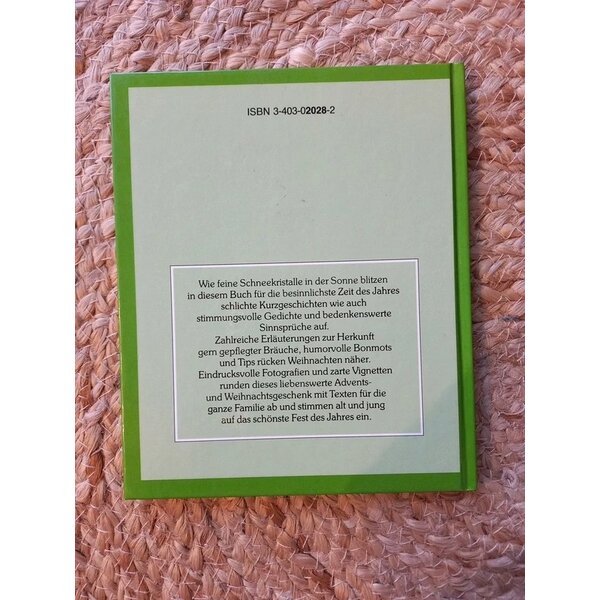 ISBN 3-403-02028-2
Wie feine Schneekristalle in der Sonne blitzen
in diesem Buch für die besinnlichste Zeit des Jahres
schlichte Kurzgeschichten wie auch
stimmungsvolle Gedichte und bedenkenswerte
Sinnsprüche auf.
Zahlreiche Erläuterungen zur Herkunft
gern gepflegter Bräuche, humorvolle Bonmots
und Tips rücken Weihnachten näher.
Eindrucksvolle Fotografien und zarte Vignetten
runden dieses liebenswerte Advents-
und Weihnachtsgeschenk mit Texten für die
ganze Familie ab und stimmen alt und jung
auf das schönste Fest des Jahres ein.